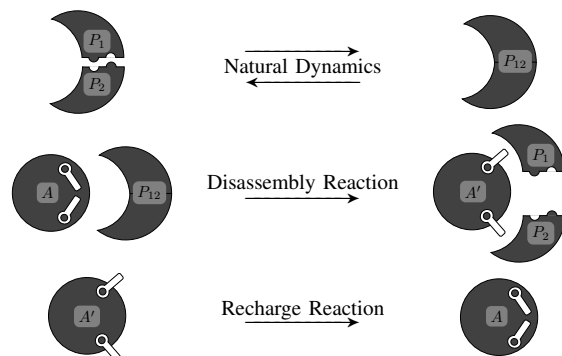 P₁
P₂
Natural Dynamics
P₁₂
A
P₁₂
Disassembly Reaction
A′
P₁
P₂
A′
Recharge Reaction
A